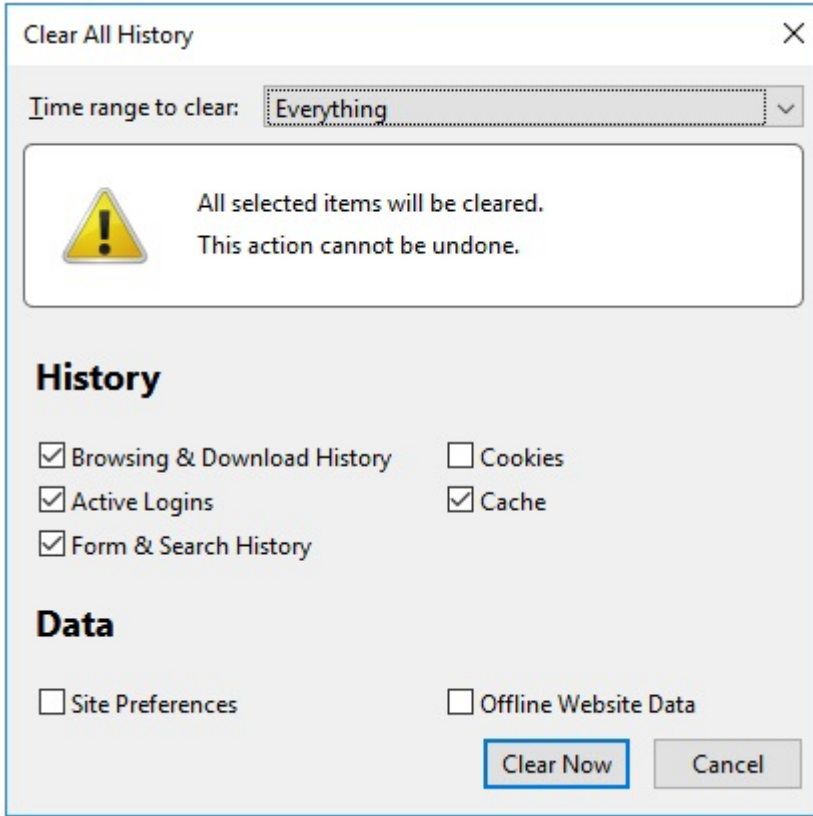 Clear All History
Time range to clear: Everything
All selected items will be cleared.
This action cannot be undone.
History
Browsing & Download History Cookies
Active Logins Cache
Form & Search History
Data
Site Preferences Offline Website Data
Clear Now Cancel